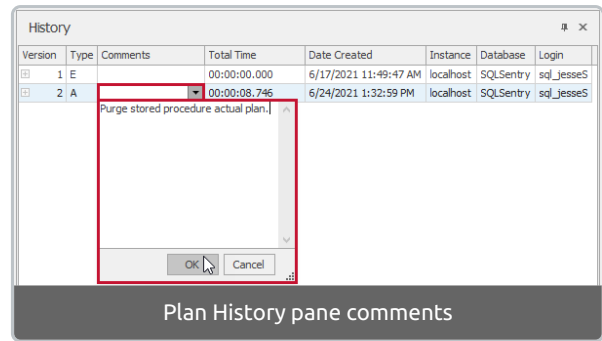 History
Version Type Comments Total Time Date Created Instance Database Login
1 E 00:00:00.000 6/17/2021 11:49:47 AM localhost SQLSentry sql_jesseS
2 A 00:00:08.746 6/24/2021 1:32:59 PM localhost SQLSentry sql_jesseS
Purge stored procedure actual plan.
OK Cancel
Plan History pane comments